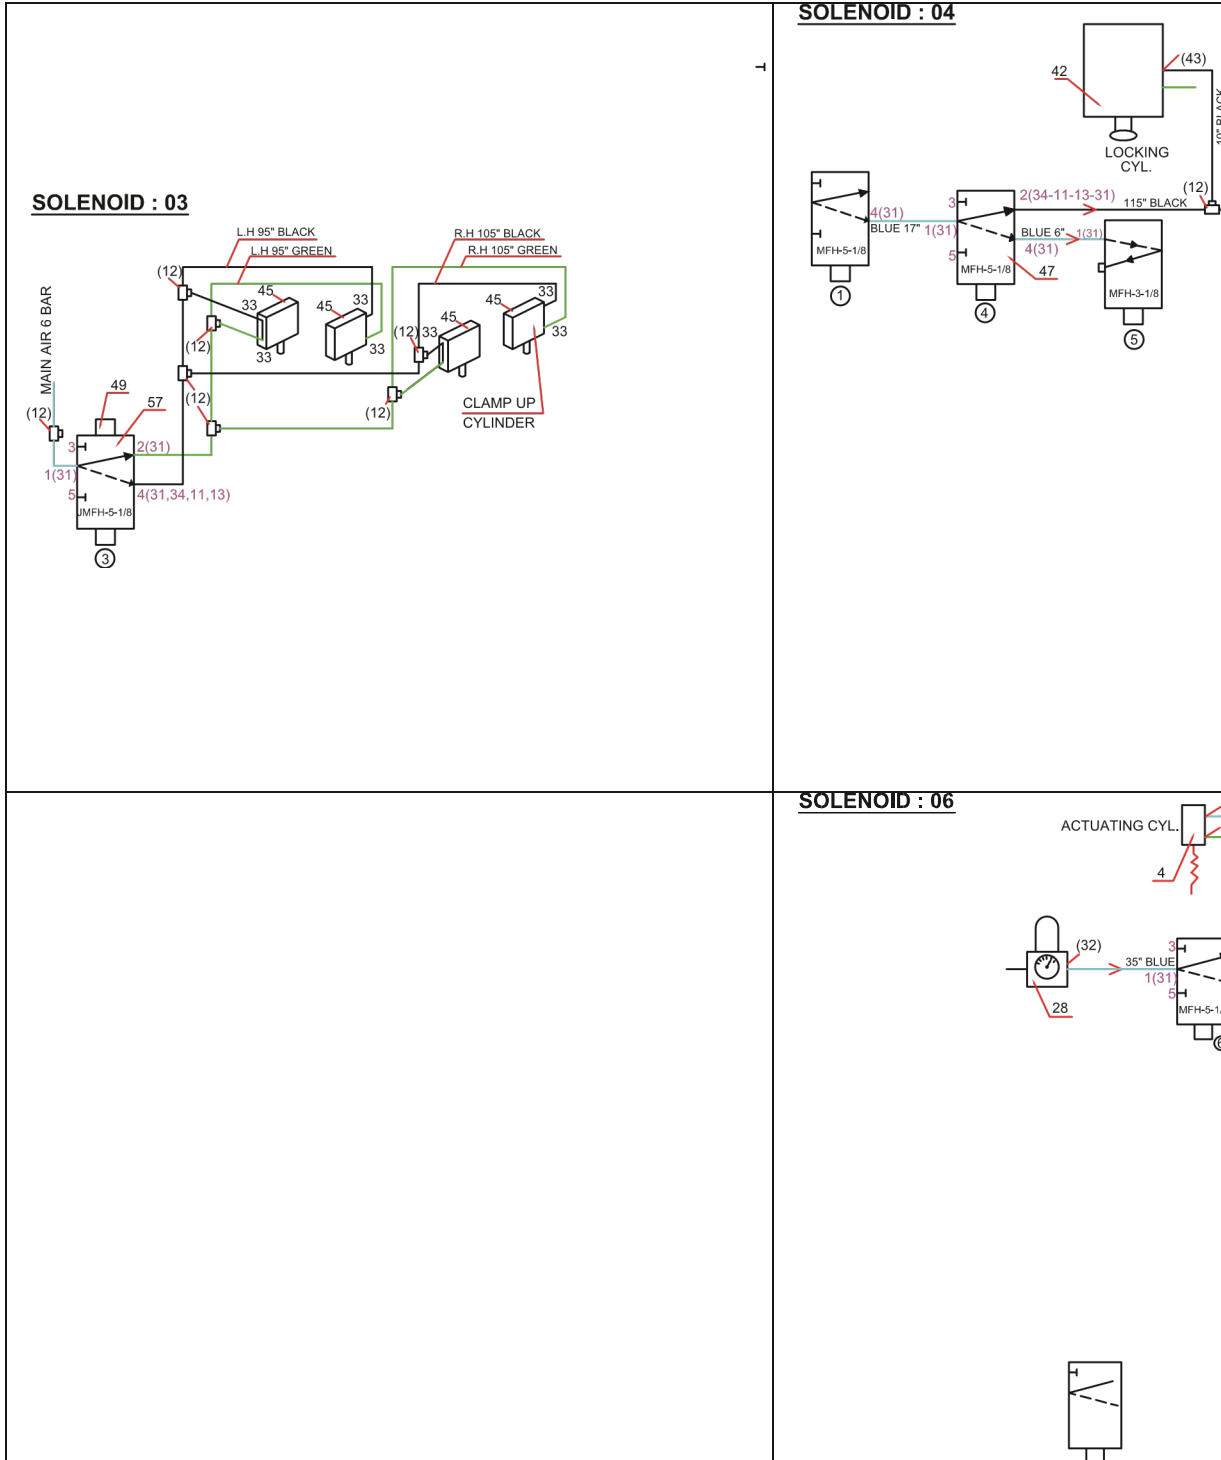 SOLENOID : 03
L.H 95" BLACK
L.H 95" GREEN
R.H 105" BLACK
R.H 105" GREEN
(12)
45
33
33
(12)
45
33
33
(12)
45
(12)
33
45
33
33
(12)
MAIN AIR 6 BAR
(12)
49
57
3
2(31)
1(31)
5
4(31,34,11,13)
JMFH-5-1/8
3
CLAMP UP
CYLINDER
SOLENOID : 04
42
(43)
LOCKING
CYL.
10" BLACK
(12)
2(34-11-13-31)
115" BLACK
4(31)
BLUE 17"
1(31)
3
5
BLUE 6"
1(31)
4(31)
MFH-5-1/8
MFH-5-1/8
47
MFH-3-1/8
1
4
5
SOLENOID : 06
ACTUATING CYL.
4
(32)
35" BLUE
3
1(31)
5
28
MFH-5-1/